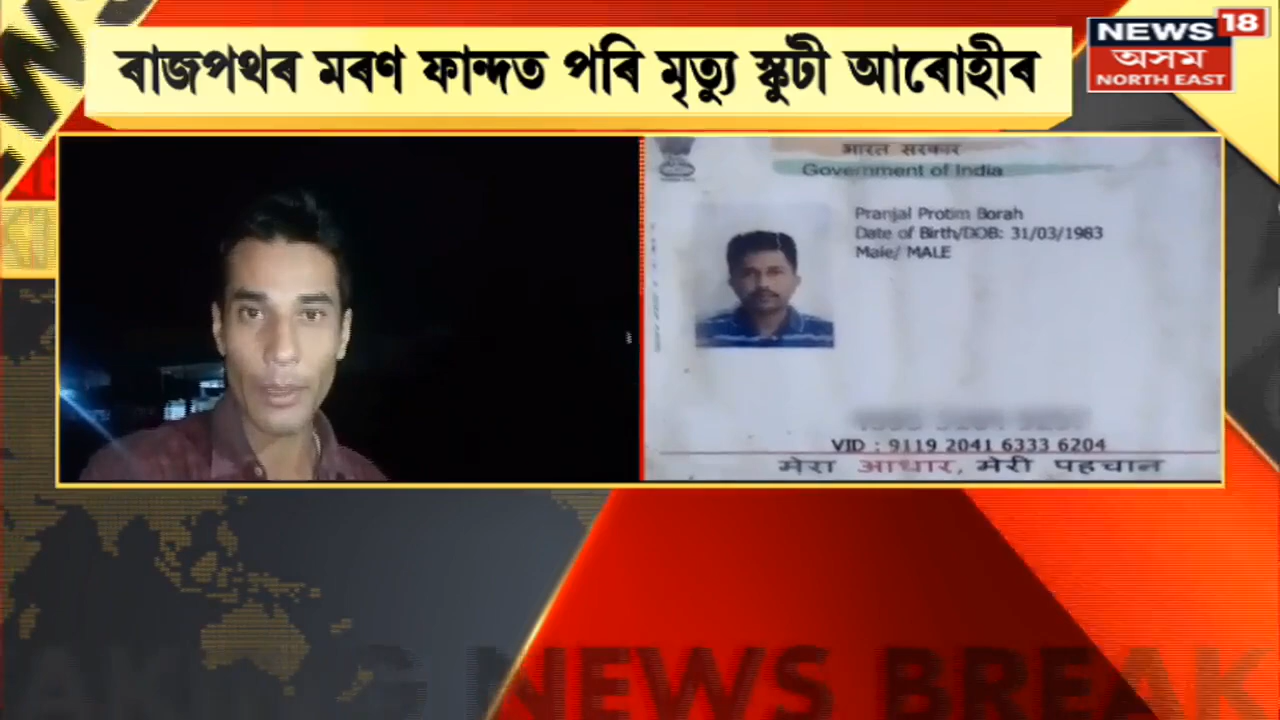 ৰাজপথৰ মৰণ ফান্দত পৰি মৃত্যু স্কুটী আৰোহীৰ
NEWS 18
অসম
NORTH EAST
भारत सरकार
Government of India
Pranjal Protim Borah
Date of Birth/DOB: 31/03/1983
Male/ MALE
VID : 9119 2041 6333 6204
मेरा आधार, मेरी पहचान
AKING NEWS BREAK